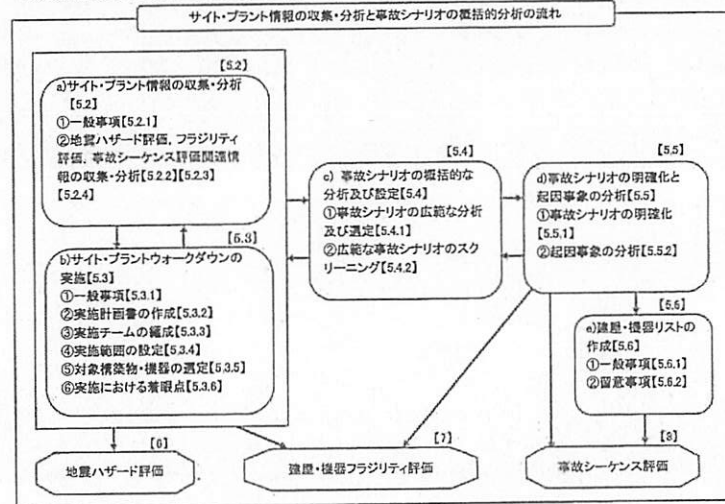 サイト・プラント情報の収集・分析と事故シナリオの概括的分析の流れ
[5.2]
a)サイト・プラント情報の収集・分析
[5.2]
①一般事項[5.2.1]
②地震ハザード評価, フラジリティ
評価, 事故シーケンス評価関連情
報の収集・分析[5.2.2][5.2.3]
[5.2.4]
[5.3]
b)サイト・プラントウォークダウンの
実施[5.3]
①一般事項[5.3.1]
②実施計画書の作成[5.3.2]
③実施チームの編成[5.3.3]
④実施範囲の設定[5.3.4]
⑤対象構築物・機器の選定[5.3.5]
⑥実施における着眼点[5.3.6]
[5.4]
c) 事故シナリオの概括的な
分析及び設定[5.4]
①事故シナリオの広範な分析
及び選定[5.4.1]
②広範な事故シナリオのスク
リーニング[5.4.2]
[5.5]
d)事故シナリオの明確化と
起因事象の分析[5.5]
①事故シナリオの明確化
[5.5.1]
②起因事象の分析[5.5.2]
[5.6]
e)建屋・機器リストの
作成[5.6]
①一般事項[5.6.1]
②留意事項[5.6.2]
[6]
地震ハザード評価
[7]
建屋・機器フラジリティ評価
[8]
事故シーケンス評価